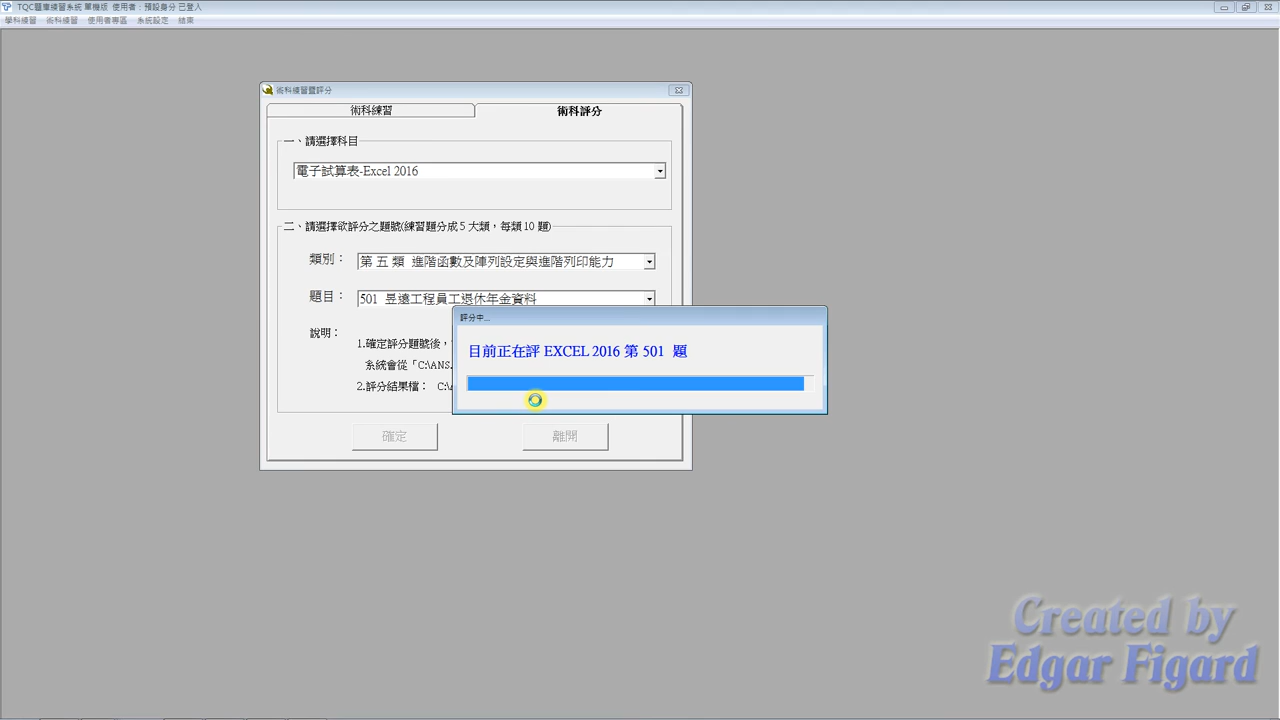 TQC題庫練習系統 單機版 使用者：預設身分 已登入
學科練習 術科練習 使用者專區 系統設定 結束
術科練習暨評分
術科練習 術科評分
一、請選擇科目
電子試算表-Excel 2016
二、請選擇欲評分之題號(練習題分成 5 大類，每類 10 題)
類別： 第 五 類 進階函數及陣列設定與進階列印能力
題目： 501 昱遠工程員工退休年金資料
說明：
1.確定評分題號後，
系統會從「C:\ANS.
2.評分結果檔： C:\
評分中...
目前正在評 EXCEL 2016 第 501 題
確定 離開
Created by
Edgar Figard